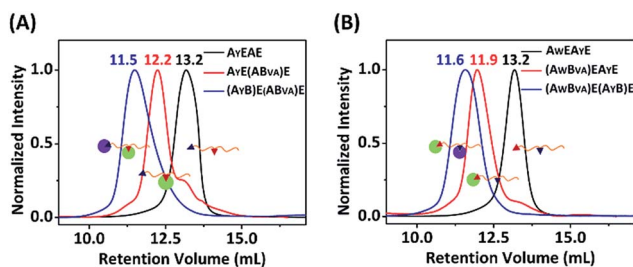 (A)
Normalized Intensity
1.0
0.5
0.0
11.5 12.2 13.2
AYEAE
AYE(ABVA)E
(AYB)E(ABVA)E
10.0 12.5 15.0
Retention Volume (mL)
(B)
Normalized Intensity
1.0
0.5
0.0
11.6 11.9 13.2
AWEAYE
(AWBVA)EAYE
(AWBVA)E(AYB)E
10.0 12.5 15.0
Retention Volume (mL)